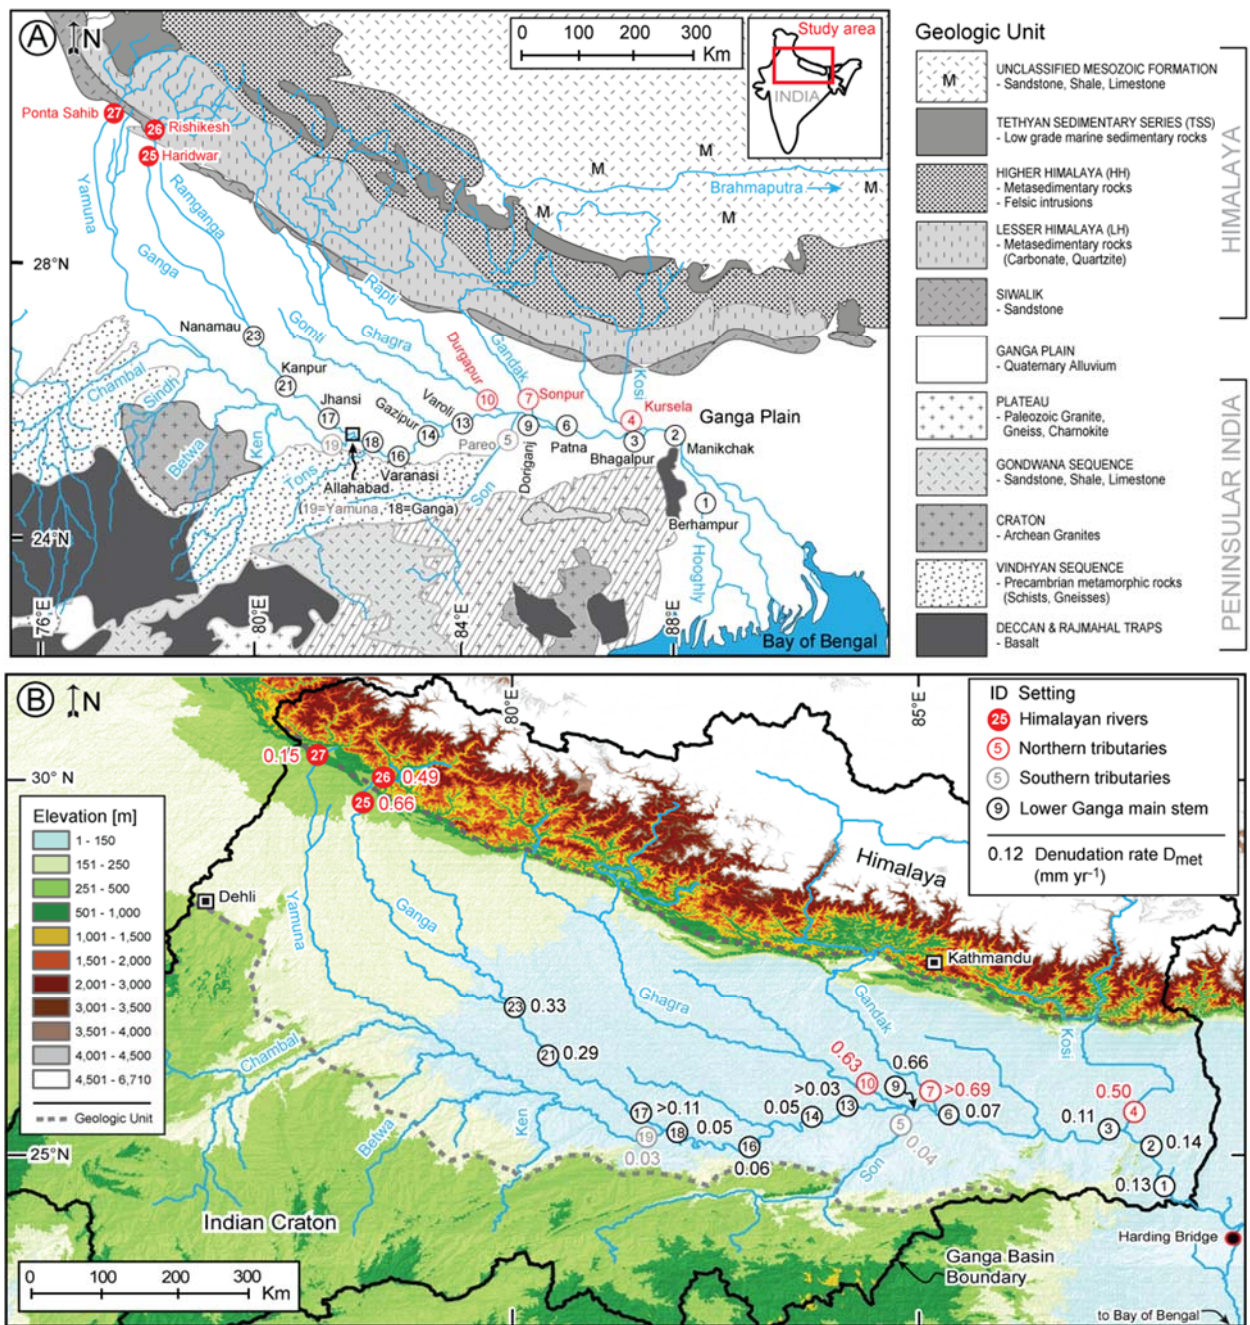 A
N
0 100 200 300
Km
Study area
INDIA
Ponta Sahib
27
26
Rishikesh
25
Haridwar
Yamuna
Ramganga
Ganga
M
M
M
M
M
Brahmaputra
28°N
Nanamau
23
Gomti
Rapti
Ghagra
Gandak
Kosi
Durgapur
Kanpur
21
Chambal
Sindh
Betwa
Ken
Jhansi
17
Gazipur
Varoli
10
7
Sonpur
4
Kursela
Ganga Plain
19
18
16
14
13
Pareo
5
9
6
3
2
Patna
Bhagalpur
Manikchak
Varanasi
Doriganj
Tons
Allahabad
(19=Yamuna, 18=Ganga)
Son
1
Berhampur
24°N
Hooghly
76°E
80°E
84°E
88°E
Bay of Bengal
Geologic Unit
M
UNCLASSIFIED MESOZOIC FORMATION
- Sandstone, Shale, Limestone
TETHYAN SEDIMENTARY SERIES (TSS)
- Low grade marine sedimentary rocks
HIGHER HIMALAYA (HH)
- Metasedimentary rocks
- Felsic intrusions
LESSER HIMALAYA (LH)
- Metasedimentary rocks
(Carbonate, Quartzite)
SIWALIK
- Sandstone
HIMALAYA
GANGA PLAIN
- Quaternary Alluvium
PLATEAU
- Paleozoic Granite,
Gneiss, Charnokite
GONDWANA SEQUENCE
- Sandstone, Shale, Limestone
CRATON
- Archean Granites
VINDHYAN SEQUENCE
- Precambrian metamorphic rocks
(Schists, Gneisses)
DECCAN & RAJMAHAL TRAPS
- Basalt
PENINSULAR INDIA
B
N
80°E
85°E
ID Setting
25 Himalayan rivers
5 Northern tributaries
5 Southern tributaries
9 Lower Ganga main stem
0.12 Denudation rate Dmet
(mm yr-1)
0.15
27
26
0.49
25
0.66
30° N
Elevation [m]
1 - 150
151 - 250
251 - 500
501 - 1,000
1,001 - 1,500
1,501 - 2,000
2,001 - 3,000
3,001 - 3,500
3,501 - 4,000
4,001 - 4,500
4,501 - 6,710
Geologic Unit
Dehli
Yamuna
Ganga
Himalaya
Kathmandu
Ghagra
Gandak
Kosi
23
0.33
21
0.29
Chambal
Betwa
Ken
0.63
10
0.66
9
7
>0.69
0.50
4
>0.03
13
17
>0.11
0.05
14
6
0.07
0.11
3
19
0.03
18
0.05
16
0.06
5
0.04
2
0.14
Son
0.13
1
25°N
Indian Craton
Harding Bridge
Ganga Basin
Boundary
0 100 200 300
Km
to Bay of Bengal